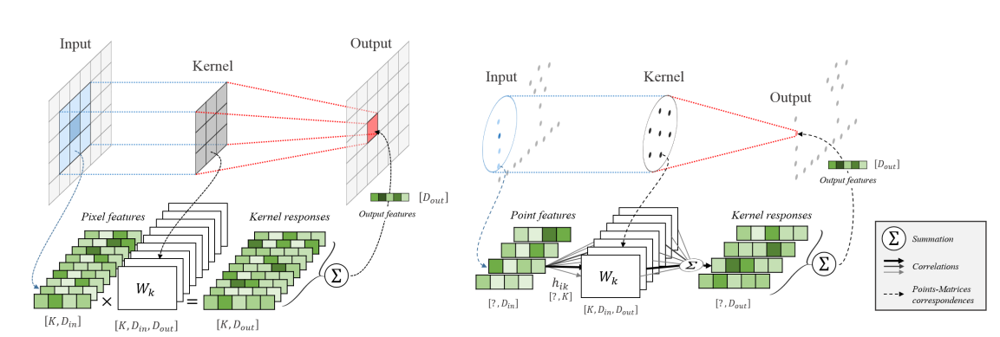 Input
Kernel
Output
[D_out]
Output features
Pixel features
Kernel responses
W_k
×
=
Σ
[K, D_in]
[K, D_in, D_out]
[K, D_out]
Input
Kernel
Output
[D_out]
Output features
Point features
Kernel responses
h_ik
[?, K]
W_k
Σ
Σ
[?, D_in]
[K, D_in, D_out]
[?, D_out]
Σ Summation
Correlations
Points-Matrices
correspondences